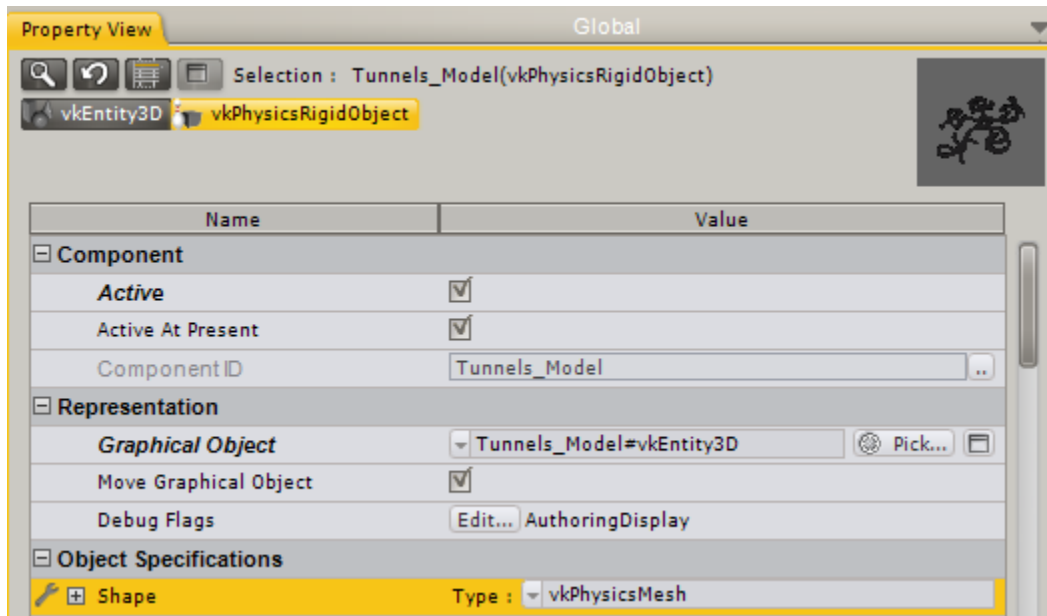 Property View Global
Selection : Tunnels_Model(vkPhysicsRigidObject)
vkEntity3D vkPhysicsRigidObject
Name Value
Component
Active
Active At Present
Component ID Tunnels_Model ..
Representation
Graphical Object Tunnels_Model#vkEntity3D Pick...
Move Graphical Object
Debug Flags Edit... AuthoringDisplay
Object Specifications
Shape Type : vkPhysicsMesh